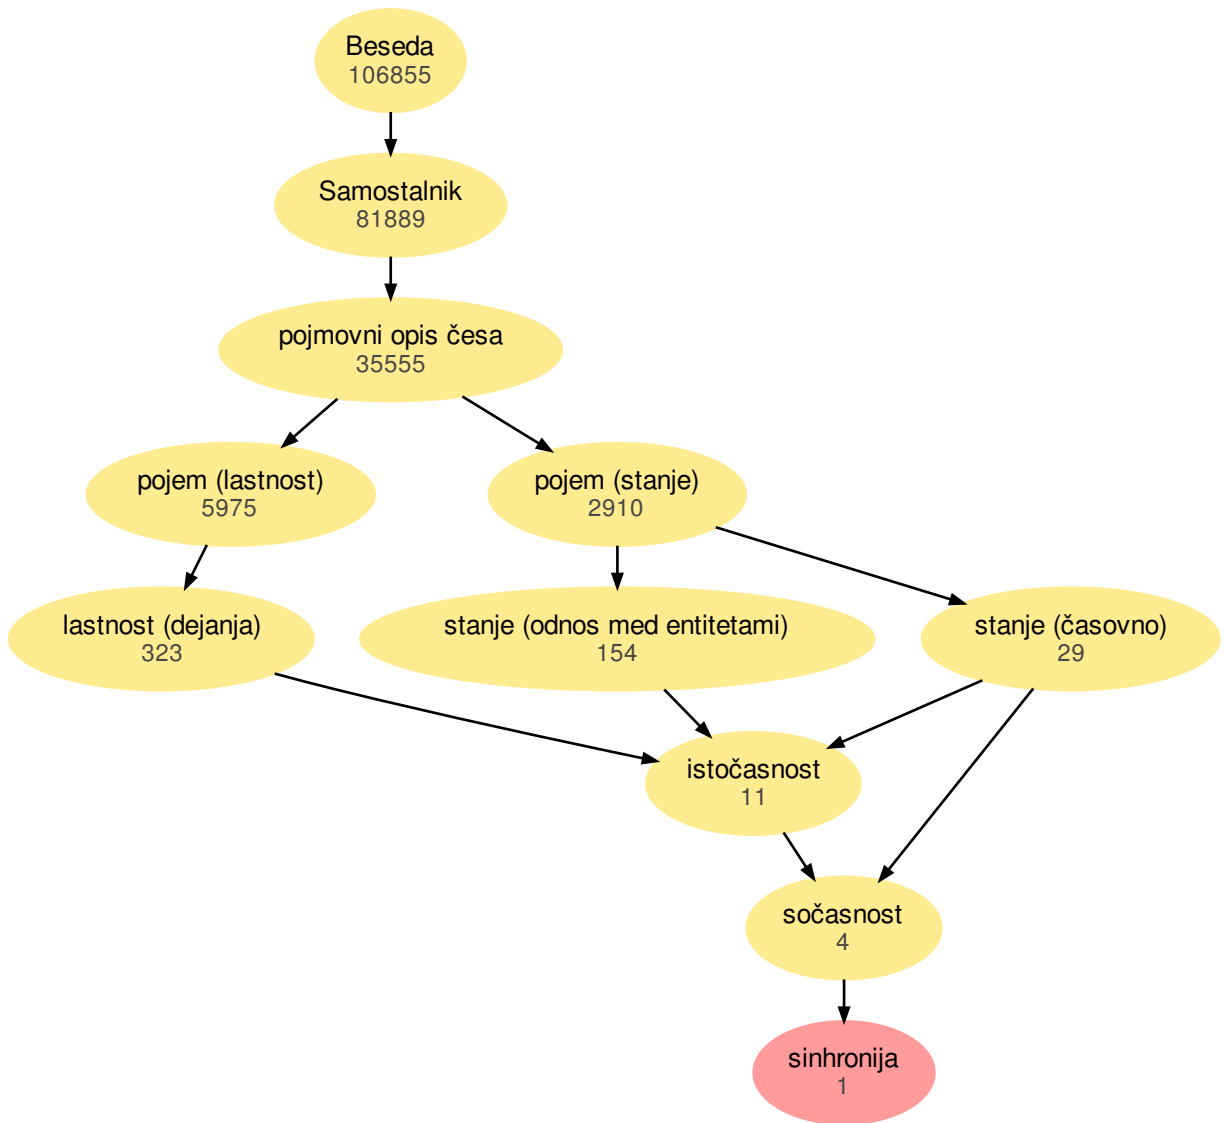 Beseda
106855
Samostalnik
81889
pojmovni opis česa
35555
pojem (lastnost)
5975
pojem (stanje)
2910
lastnost (dejanja)
323
stanje (odnos med entitetami)
154
stanje (časovno)
29
istočasnost
11
sočasnost
4
sinhronija
1